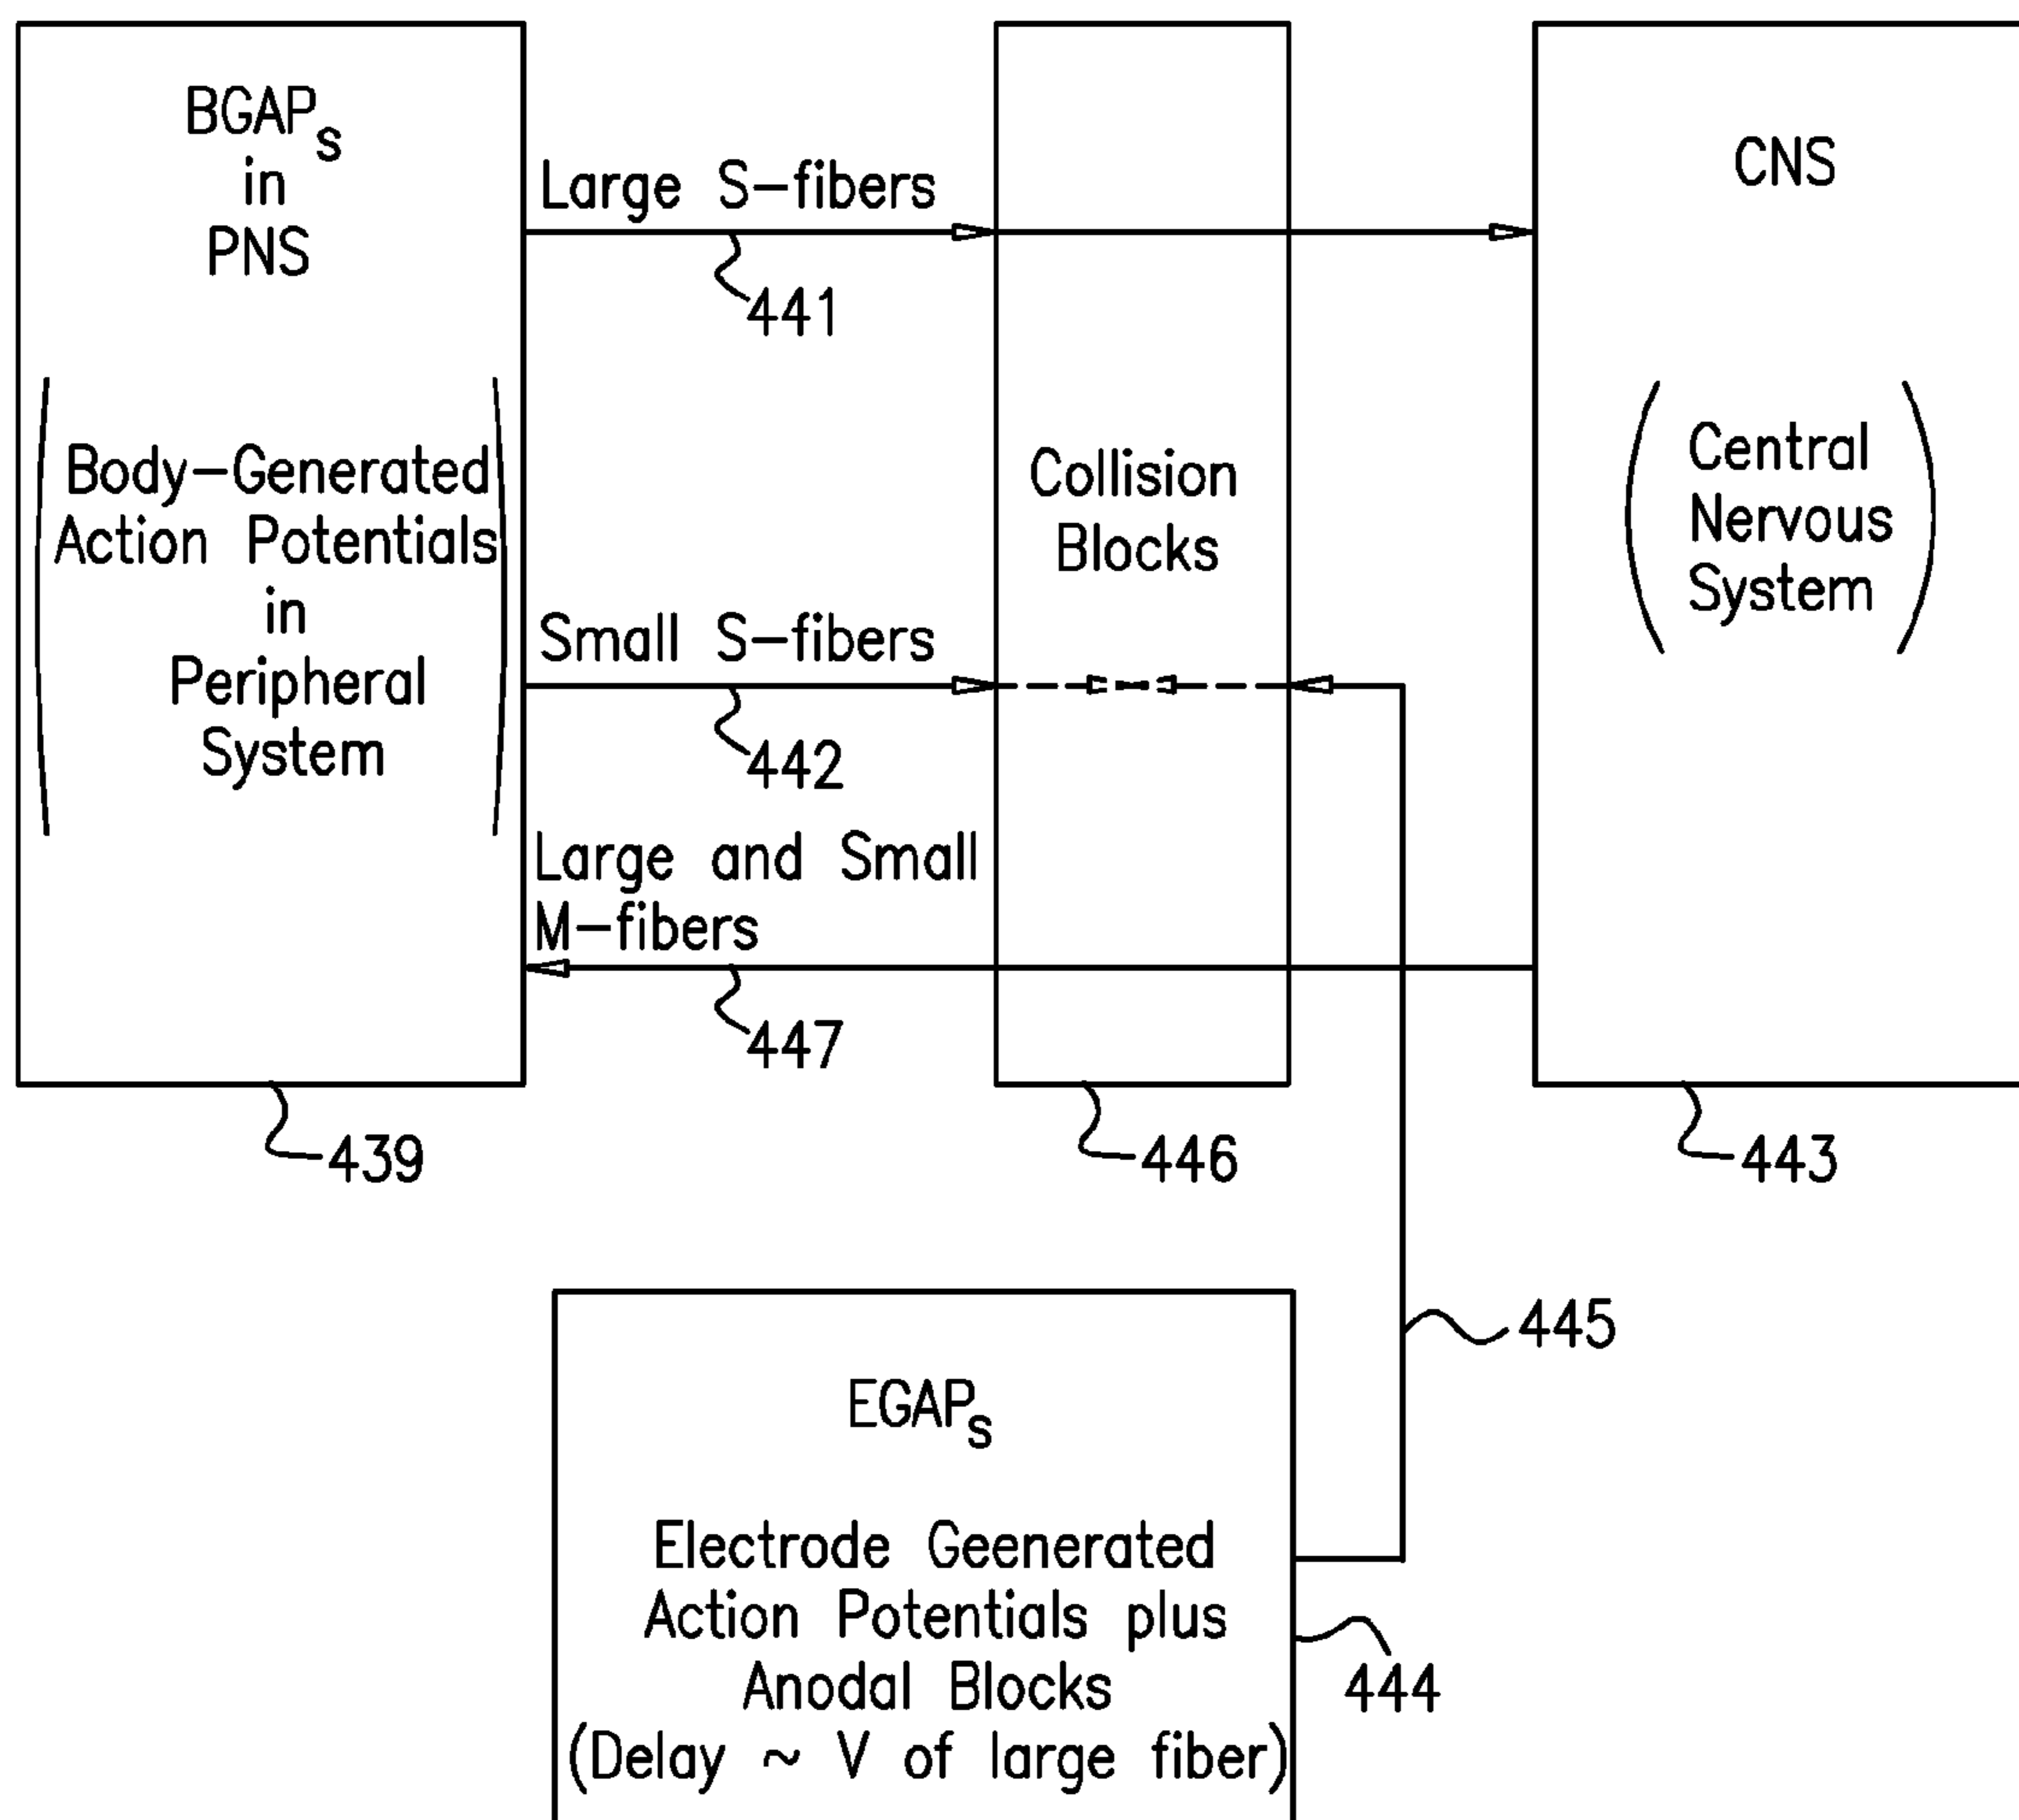 BGAPs
in
PNS
Body-Generated
Action Potentials
in
Peripheral
System
439
Large S-fibers
441
Small S-fibers
442
Large and Small
M-fibers
447
Collision
Blocks
446
CNS
Central
Nervous
System
443
445
EGAPs
Electrode Geenerated
Action Potentials plus
Anodal Blocks
(Delay ~ V of large fiber)
444